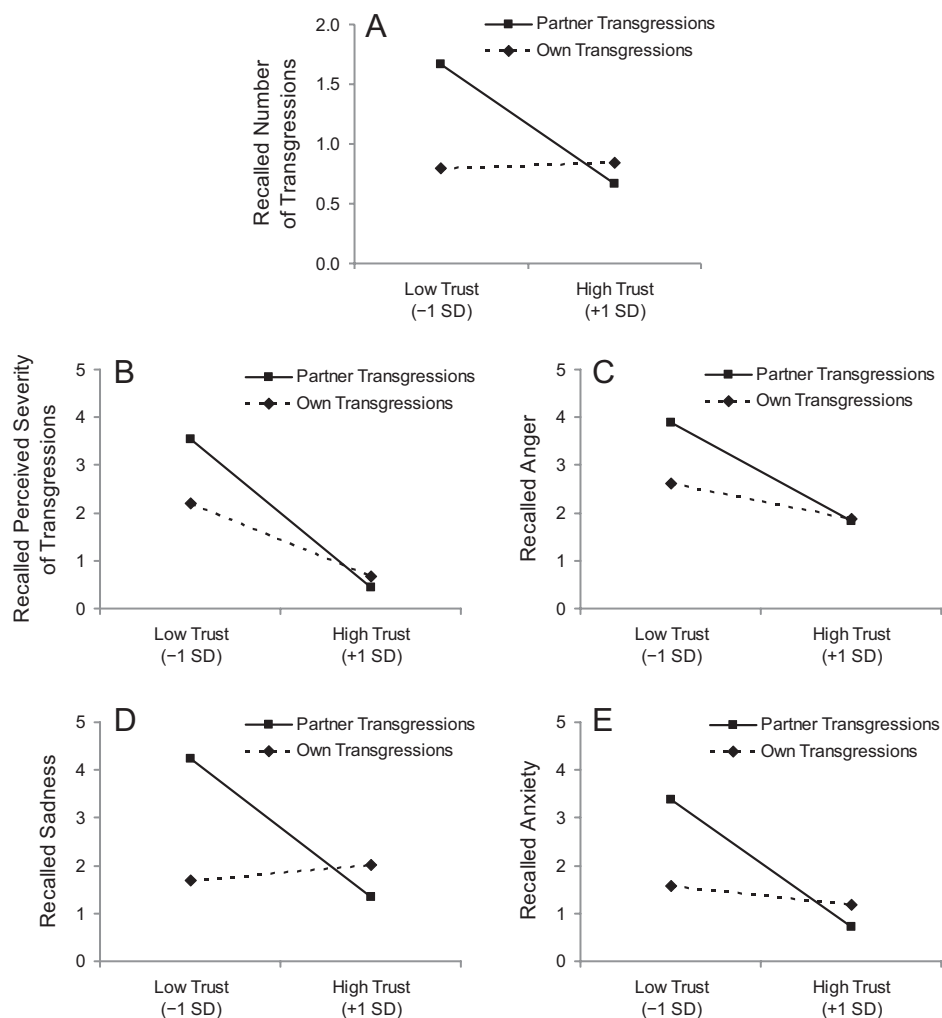 A
Partner Transgressions
Own Transgressions
Recalled Number
of Transgressions
2.0
1.5
1.0
0.5
0.0
Low Trust
(−1 SD)
High Trust
(+1 SD)
B
Partner Transgressions
Own Transgressions
Recalled Perceived Severity
of Transgressions
5
4
3
2
1
0
Low Trust
(−1 SD)
High Trust
(+1 SD)
C
Partner Transgressions
Own Transgressions
Recalled Anger
5
4
3
2
1
0
Low Trust
(−1 SD)
High Trust
(+1 SD)
D
Partner Transgressions
Own Transgressions
Recalled Sadness
5
4
3
2
1
0
Low Trust
(−1 SD)
High Trust
(+1 SD)
E
Partner Transgressions
Own Transgressions
Recalled Anxiety
5
4
3
2
1
0
Low Trust
(−1 SD)
High Trust
(+1 SD)